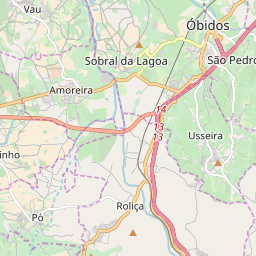 Vau
Óbidos
Sobral da Lagoa
São Pedro
Amoreira
14
13
13
Usseira
inho
Pó
Roliça